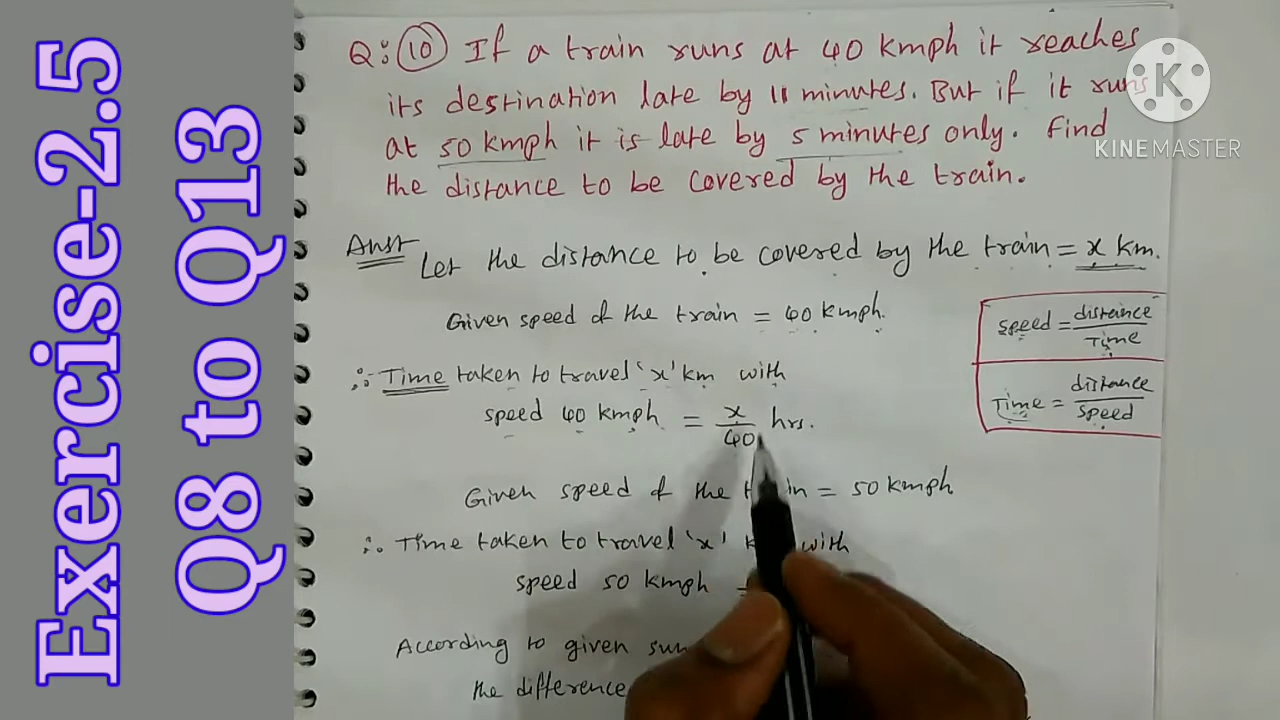 Exercise-2.5
Q8 to Q13
Q: 10 If a train runs at 40 kmph it reaches
its destination late by 11 minutes. But if it runs
at 50 kmph it is late by 5 minutes only. Find
the distance to be covered by the train.
K
KINEMASTER
Ans:
Let the distance to be covered by the train = x km.
Given speed of the train = 40 kmph.
speed = distance / Time
Time = distance / speed
∴ Time taken to travel 'x' km with
speed 40 kmph = x/40 hrs.
Given speed of the train = 50 kmph
∴ Time taken to travel 'x' with
speed 50 kmph =
According to given sum
the difference